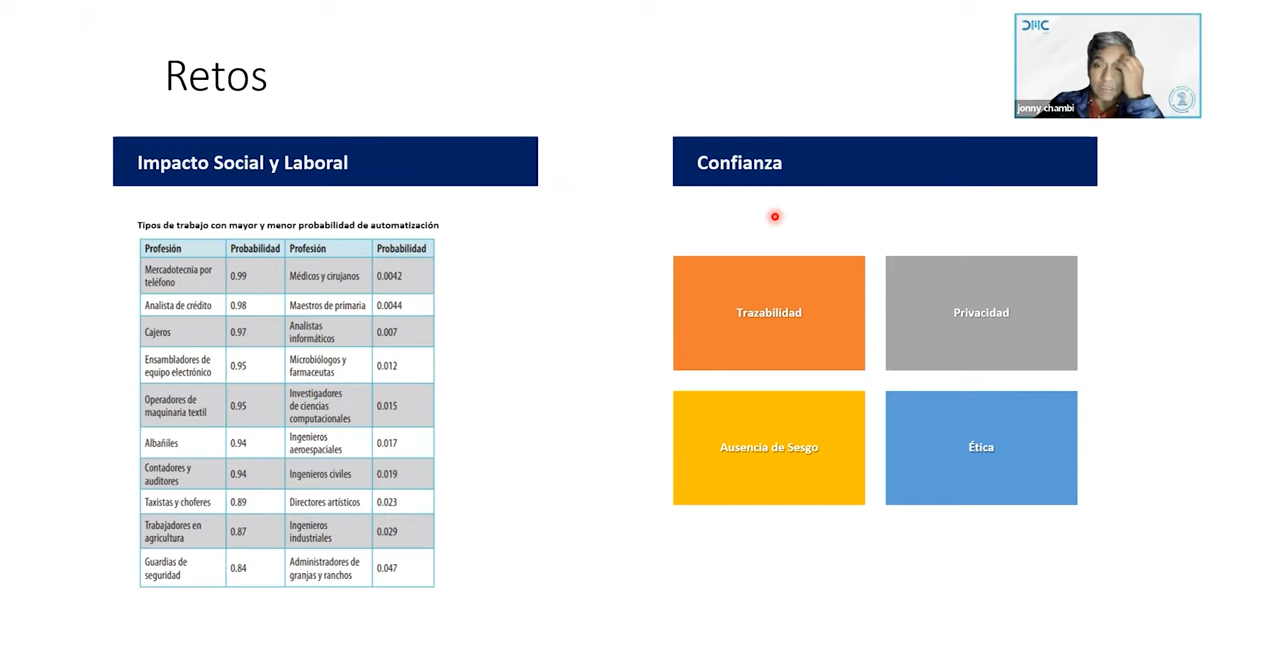 Retos
DMC
jonny chambi
Impacto Social y Laboral
Tipos de trabajo con mayor y menor probabilidad de automatización
Profesión Probabilidad Profesión Probabilidad
Mercadotecnia por
teléfono
0.99
Médicos y cirujanos
0.0042
Analista de crédito 0.98 Maestros de primaria 0.0044
Cajeros
0.97
Analistas
informáticos
0.007
Ensambladores de
equipo electrónico
0.95
Microbiólogos y
farmaceutas
0.012
Operadores de
maquinaria textil
0.95
Investigadores
de ciencias
computacionales
0.015
Albañiles
0.94
Ingenieros
aeroespaciales
0.017
Contadores y
auditores
0.94
Ingenieros civiles
0.019
Taxistas y choferes 0.89 Directores artísticos 0.023
Trabajadores en
agricultura
0.87
Ingenieros
industriales
0.029
Guardias de
seguridad
0.84
Administradores de
granjas y ranchos
0.047
Confianza
Trazabilidad
Privacidad
Ausencia de Sesgo
Ética